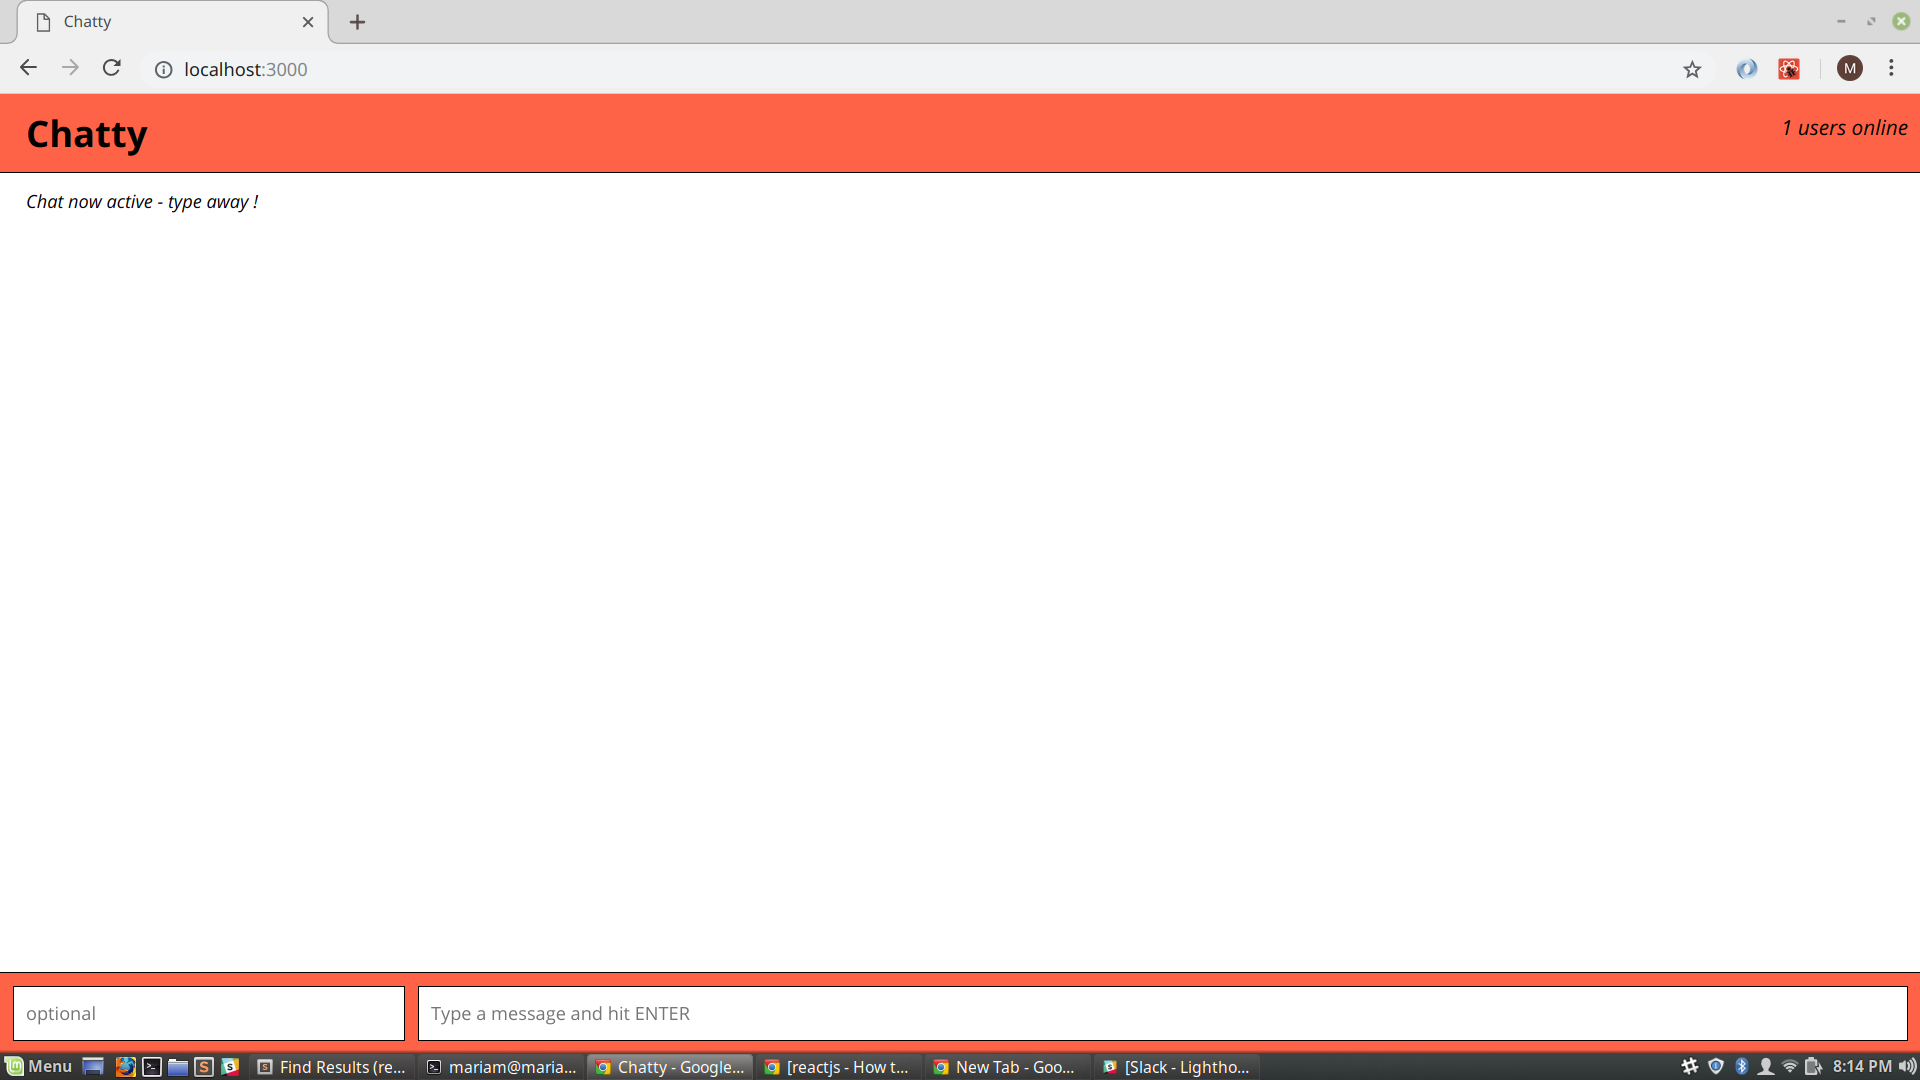 Chatty
localhost:3000
M
Chatty
1 users online
Chat now active - type away !
optional
Type a message and hit ENTER
Menu
Find Results (re...
mariam@maria...
Chatty - Google...
[reactjs - How t...
New Tab - Goo...
[Slack - Lightho...
8:14 PM